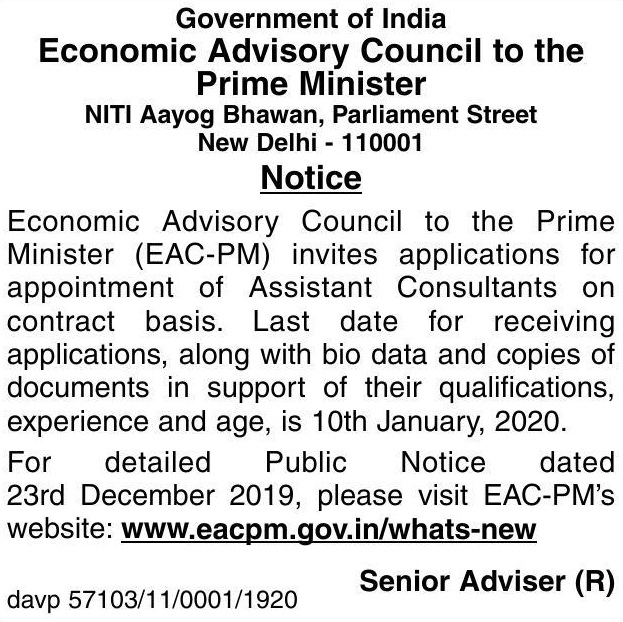 Government of India
Economic Advisory Council to the
Prime Minister
NITI Aayog Bhawan, Parliament Street
New Delhi - 110001
Notice
Economic Advisory Council to the Prime
Minister (EAC-PM) invites applications for
appointment of Assistant Consultants on
contract basis. Last date for receiving
applications, along with bio data and copies of
documents in support of their qualifications,
experience and age, is 10th January, 2020.
For detailed Public Notice dated
23rd December 2019, please visit EAC-PM's
website: www.eacpm.gov.in/whats-new
Senior Adviser (R)
davp 57103/11/0001/1920